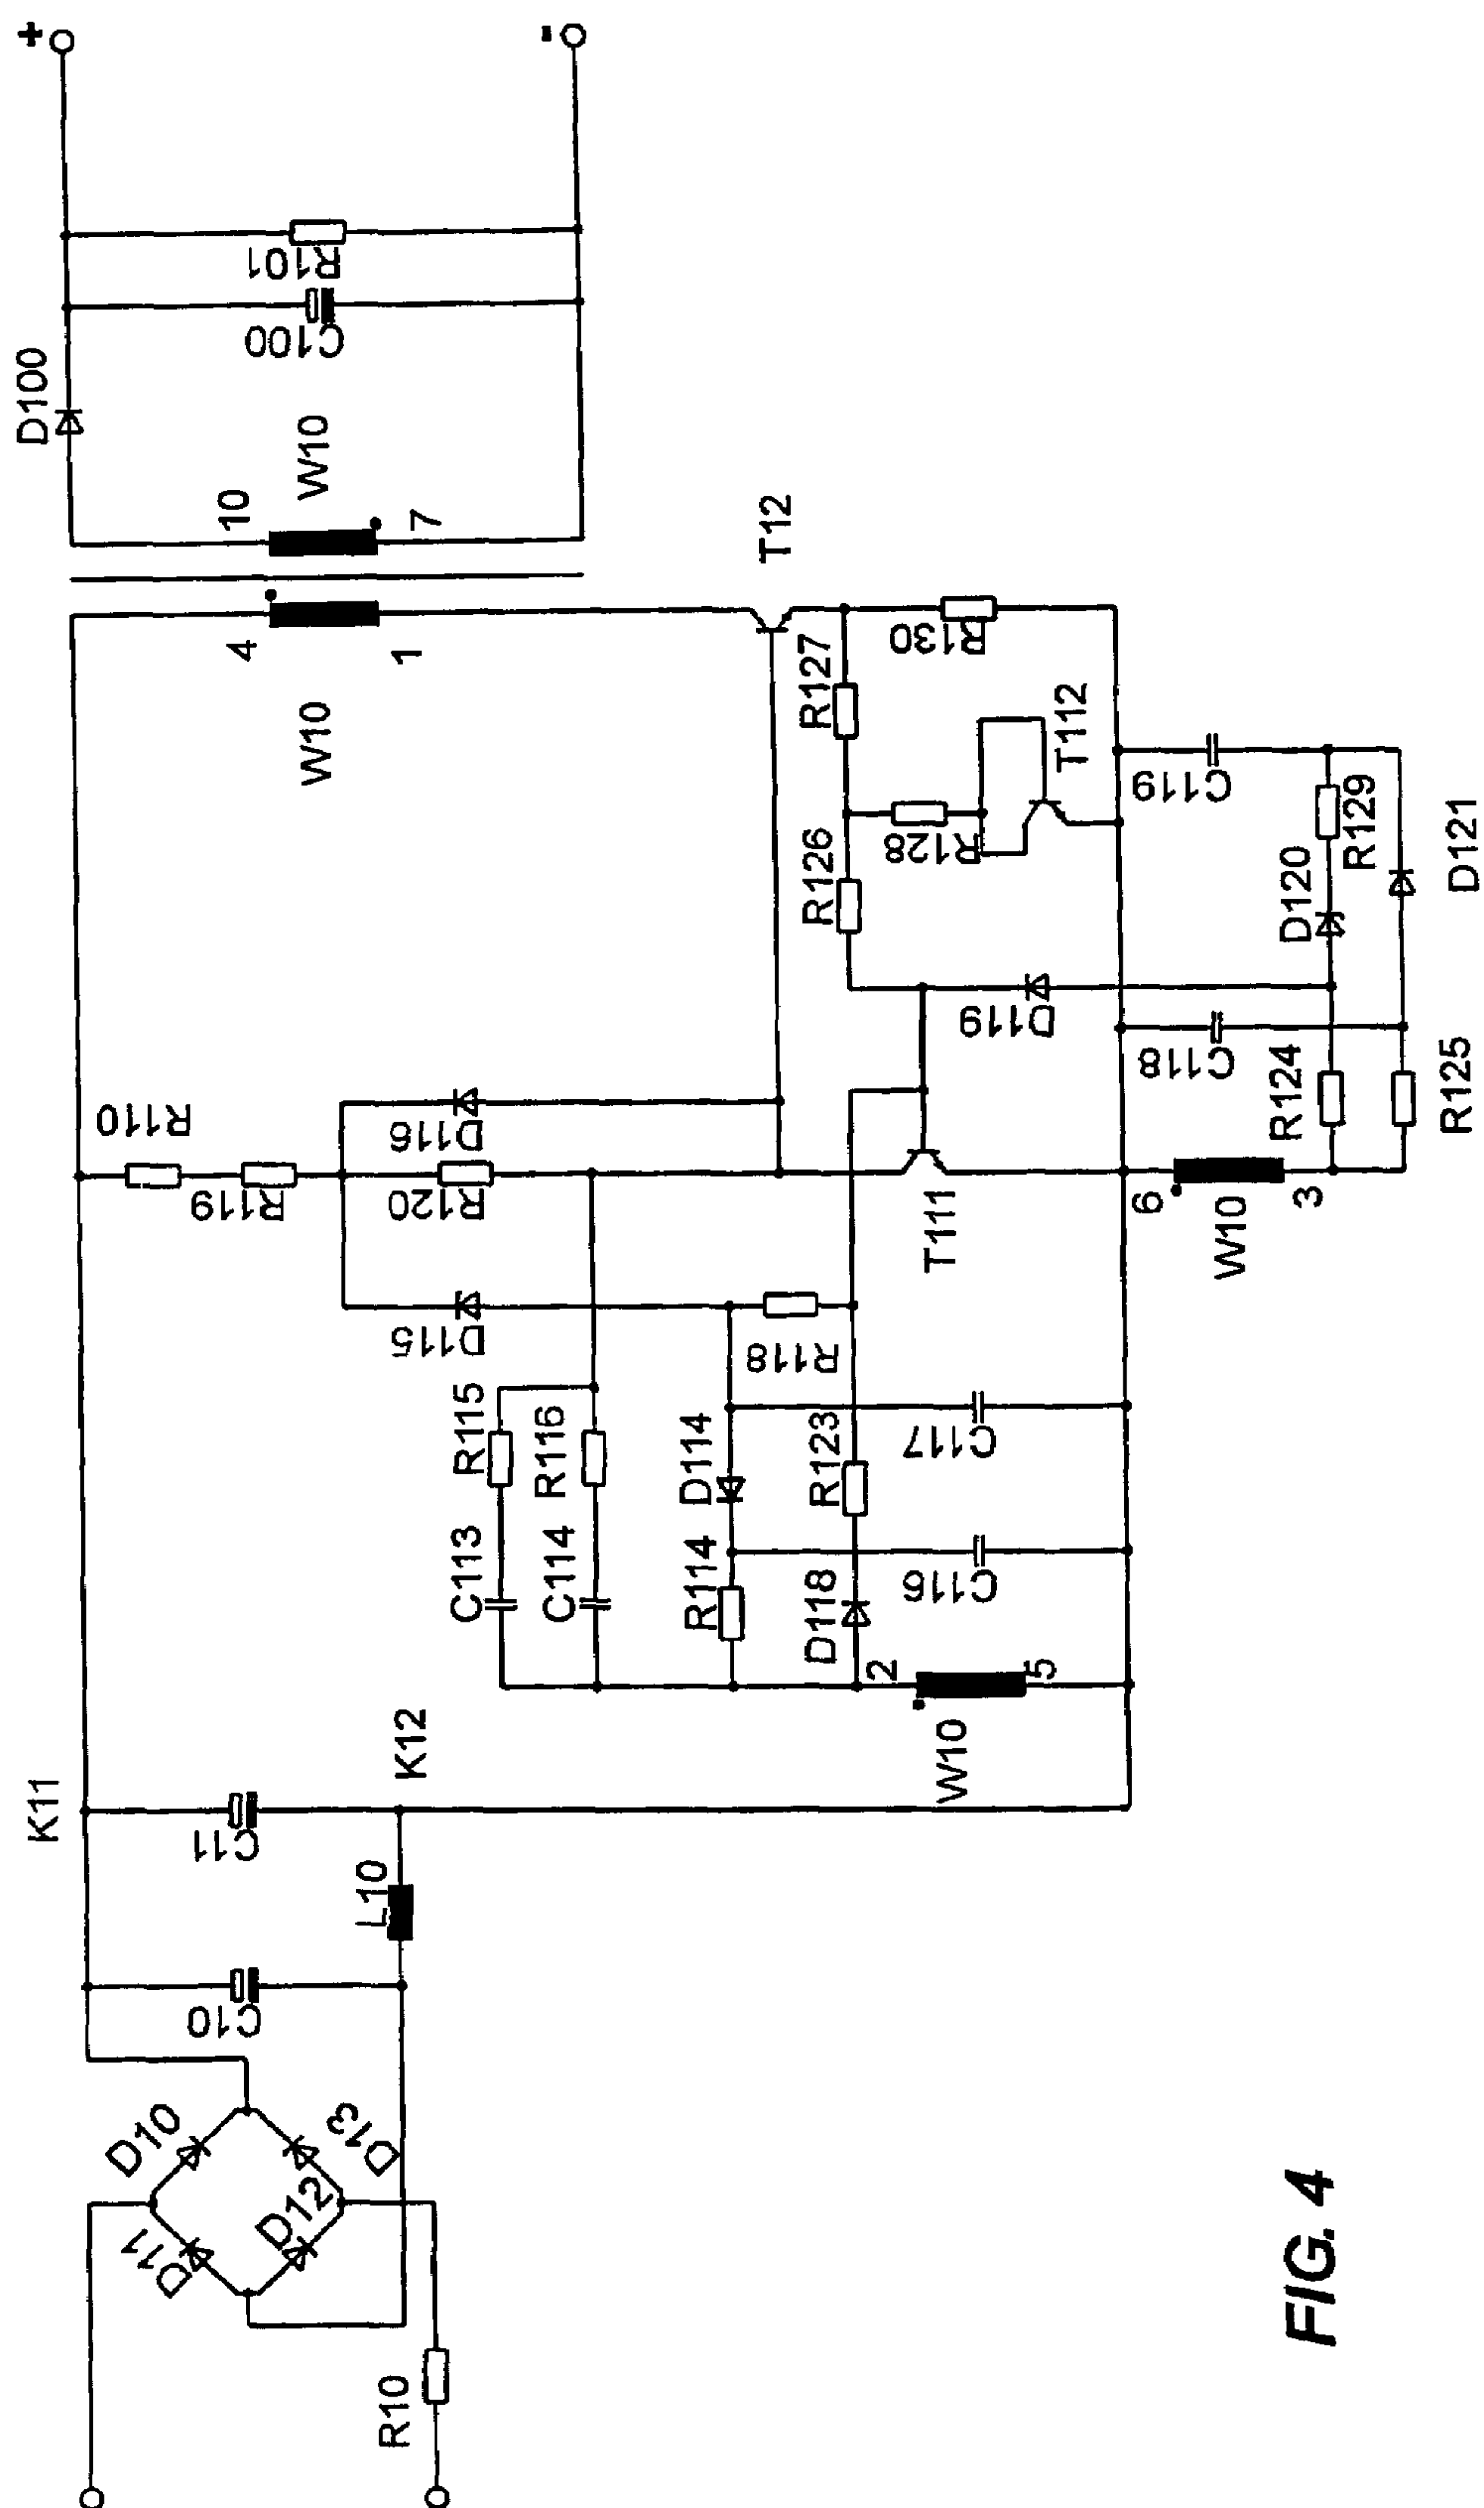 +
-
R101
C100
D100
10
W10
7
4
1
W10
T12
R130
R127
T112
R128
R126
C119
R129
D121
D120
D119
C118
R124
R125
R110
D116
R119
R120
T111
6
W10
3
D115
R118
R115
R116
D114
R123
C117
C113
C114
R114
D118
C116
2
5
W10
K11
K12
C11
L10
C10
D10
D13
D11
D12
R10
FIG. 4